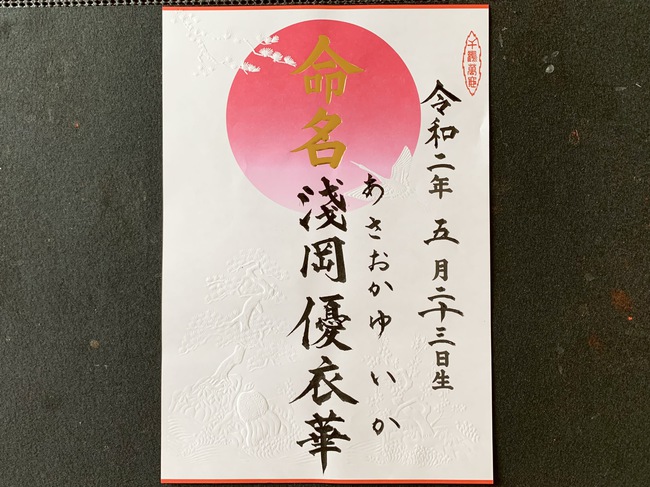 令和二年 五月二十三日生
あさおかゆいか
命名
淺岡優衣華